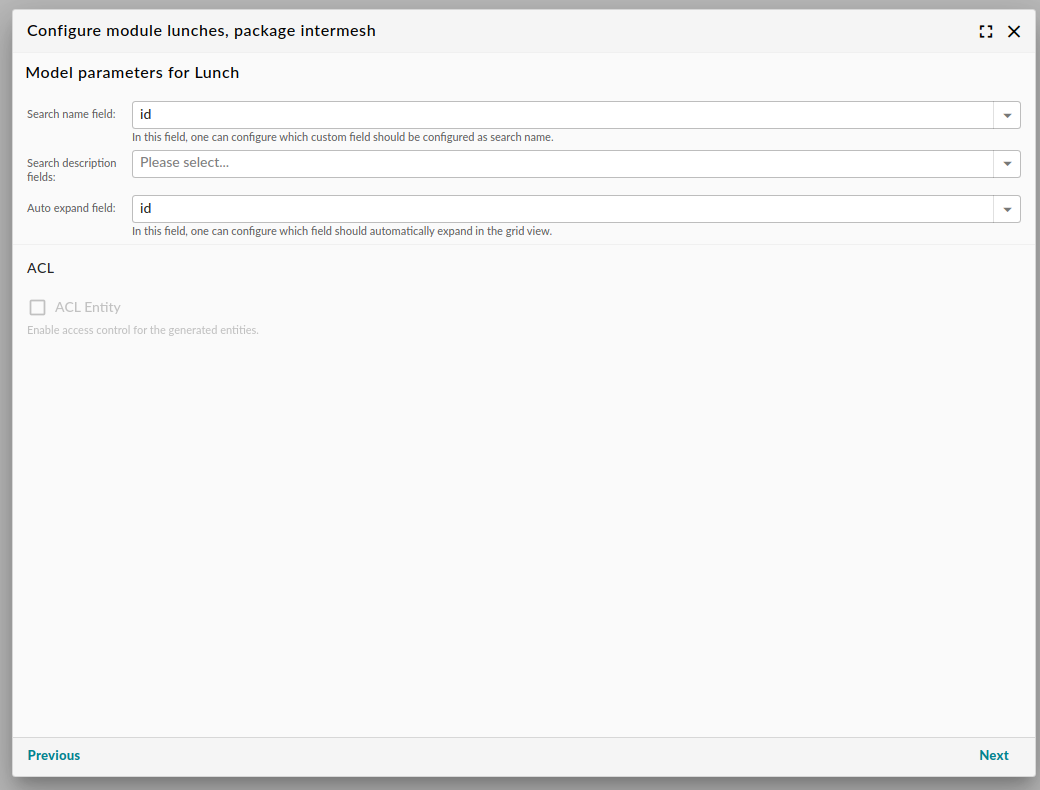 Configure module lunches, package intermesh
Model parameters for Lunch
Search name field:
id
In this field, one can configure which custom field should be configured as search name.
Search description
fields:
Please select...
Auto expand field:
id
In this field, one can configure which field should automatically expand in the grid view.
ACL
ACL Entity
Enable access control for the generated entities.
Previous
Next